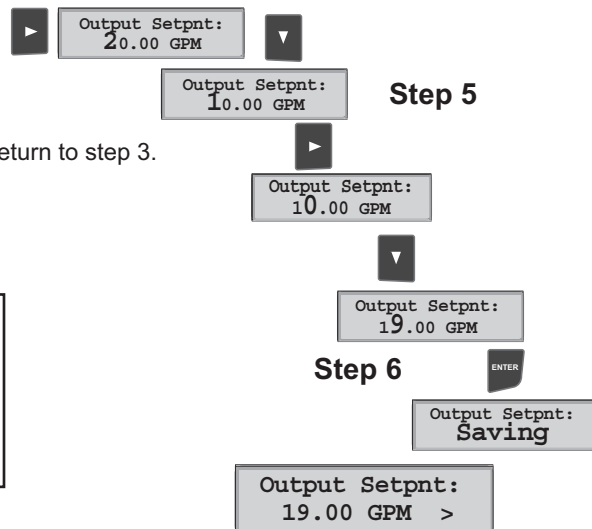 Output Setpnt:
20.00 GPM
Output Setpnt:
10.00 GPM
Step 5
return to step 3.
Output Setpnt:
10.00 GPM
Output Setpnt:
19.00 GPM
Step 6
ENTER
Output Setpnt:
Saving
Output Setpnt:
19.00 GPM >